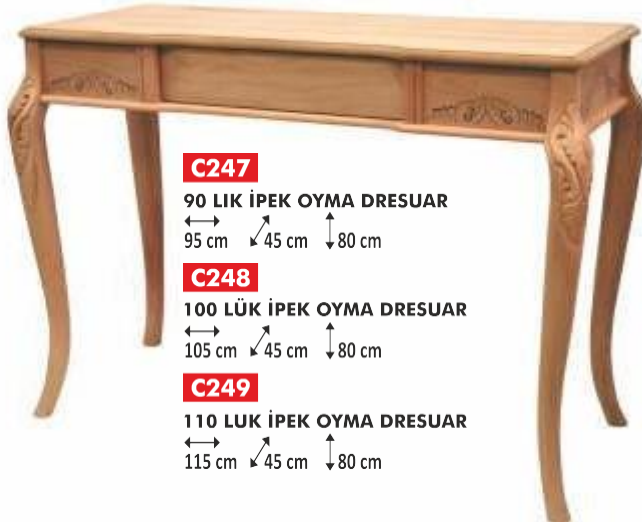 C247
90 LIK İPEK OYMA DRESUAR
95 cm 45 cm 80 cm
C248
100 LÜK İPEK OYMA DRESUAR
105 cm 45 cm 80 cm
C249
110 LUK İPEK OYMA DRESUAR
115 cm 45 cm 80 cm